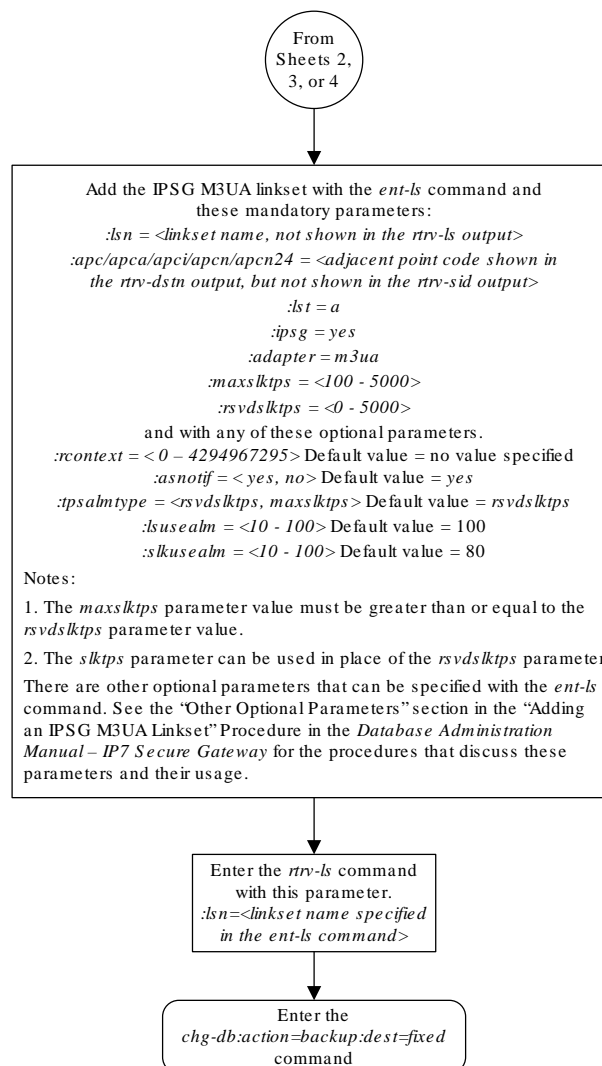 From
Sheets 2,
3, or 4
Add the IPSG M3UA linkset with the ent-ls command and
these mandatory parameters:
:lsn = <linkset name, not shown in the rtrv-ls output>
:apc/apca/apci/apcn/apcn24 = <adjacent point code shown in
the rtrv-dstn output, but not shown in the rtrv-sid output>
:lst = a
:ipsg = yes
:adapter = m3ua
:maxslktps = <100 - 5000>
:rsvdslktps = <0 - 5000>
and with any of these optional parameters.
:rcontext = < 0 – 4294967295> Default value = no value specified
:asnotif = < yes, no> Default value = yes
:tpsalmtype = <rsvdslktps, maxslktps> Default value = rsvdslktps
:lsusealm = <10 - 100> Default value = 100
:slkusealm = <10 - 100> Default value = 80
Notes:
1. The maxslktps parameter value must be greater than or equal to the
rsvdslktps parameter value.
2. The slktps parameter can be used in place of the rsvdslktps parameter
There are other optional parameters that can be specified with the ent-ls
command. See the “Other Optional Parameters” section in the “Adding
an IPSG M3UA Linkset” Procedure in the Database Administration
Manual – IP7 Secure Gateway for the procedures that discuss these
parameters and their usage.
Enter the rtrv-ls command
with this parameter.
:lsn=<linkset name specified
in the ent-ls command>
Enter the
chg-db:action=backup:dest=fixed
command